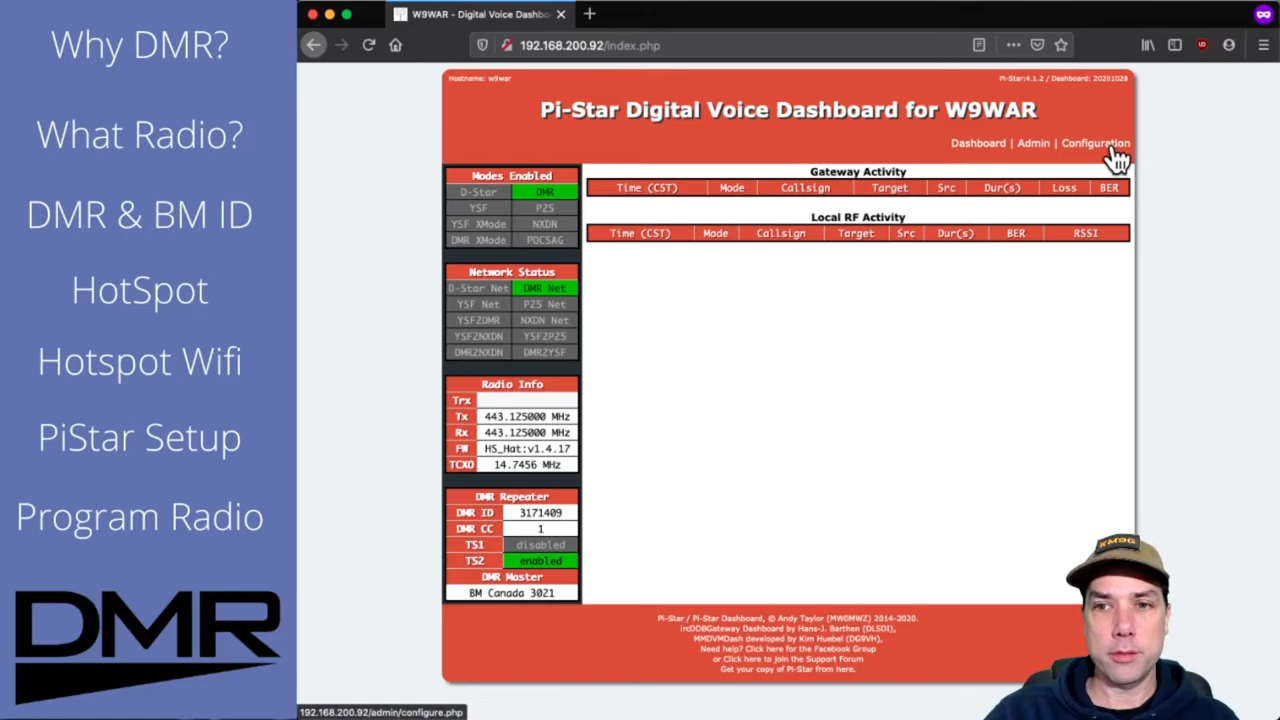 Why DMR?
What Radio?
DMR & BM ID
HotSpot
Hotspot Wifi
PiStar Setup
Program Radio
DMR
W9WAR - Digital Voice Dashbo
192.168.200.92/index.php
Hostname: w9war
Pi-Star:4.1.2 / Dashboard: 20201028
Pi-Star Digital Voice Dashboard for W9WAR
Dashboard | Admin | Configuration
Modes Enabled
D-Star DMR
YSF P25
YSF XMode NXDN
DMR XMode POCSAG
Network Status
D-Star Net DMR Net
YSF Net P25 Net
YSF2DMR NXDN Net
YSF2NXDN YSF2P25
DMR2NXDN DMR2YSF
Radio Info
Trx
Tx 443.125000 MHz
Rx 443.125000 MHz
FW HS_Hat:v1.4.17
TCXO 14.7456 MHz
DMR Repeater
DMR ID 3171409
DMR CC 1
TS1 disabled
TS2 enabled
DMR Master
BM Canada 3021
Gateway Activity
Time (CST) Mode Callsign Target Src Dur(s) Loss BER
Local RF Activity
Time (CST) Mode Callsign Target Src Dur(s) BER RSSI
Pi-Star / Pi-Star Dashboard, © Andy Taylor (MW0MWZ) 2014-2020.
ircDDBGateway Dashboard by Hans-J. Barthen (DL5DI),
MMDVMDash developed by Kim Huebel (DG9VH),
Need help? Click here for the Facebook Group
or Click here to join the Support Forum
Get your copy of Pi-Star from here.
KM9G
192.168.200.92/admin/configure.php